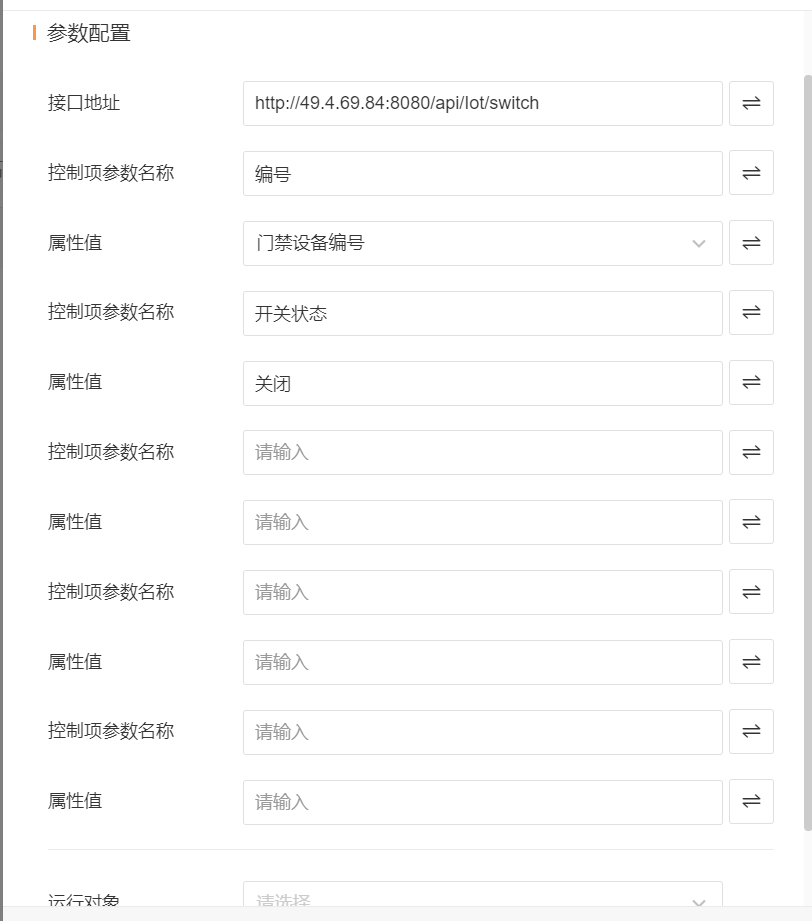 参数配置
接口地址 http://49.4.69.84:8080/api/Iot/switch
控制项参数名称 编号
属性值 门禁设备编号
控制项参数名称 开关状态
属性值 关闭
控制项参数名称 请输入
属性值 请输入
控制项参数名称 请输入
属性值 请输入
控制项参数名称 请输入
属性值 请输入
运行对象 请选择